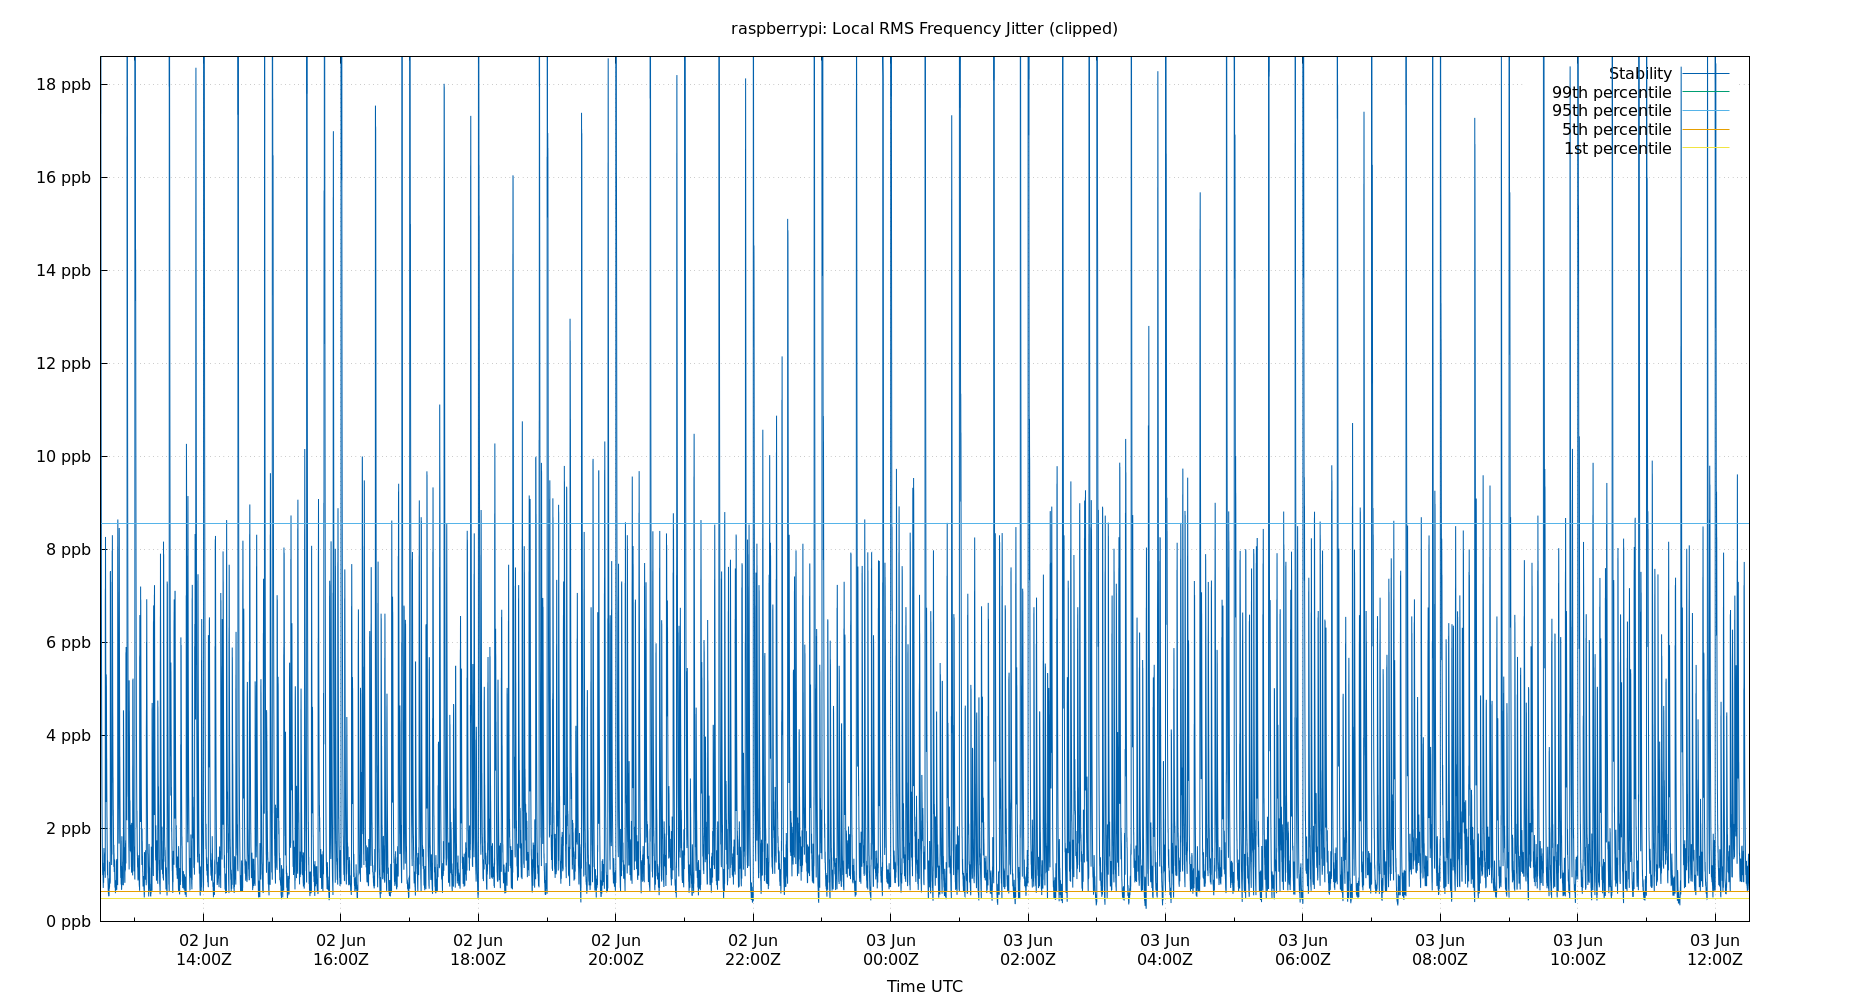 raspberrypi: Local RMS Frequency Jitter (clipped)
18 ppb
16 ppb
14 ppb
12 ppb
10 ppb
8 ppb
6 ppb
4 ppb
2 ppb
0 ppb
Stability
99th percentile
95th percentile
5th percentile
1st percentile
02 Jun 02 Jun 02 Jun 02 Jun 02 Jun 03 Jun 03 Jun 03 Jun 03 Jun 03 Jun 03 Jun 03 Jun
14:00Z 16:00Z 18:00Z 20:00Z 22:00Z 00:00Z 02:00Z 04:00Z 06:00Z 08:00Z 10:00Z 12:00Z
Time UTC